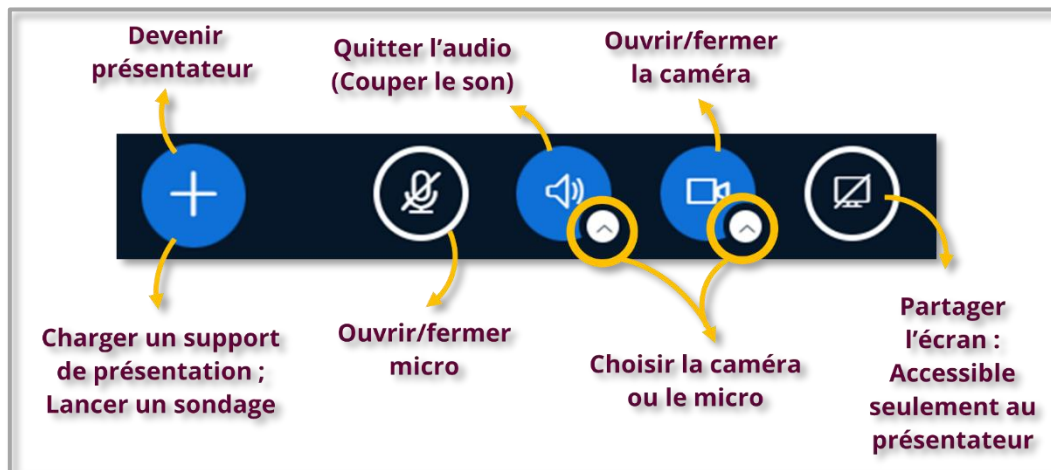 Devenir
présentateur
Quitter l'audio
(Couper le son)
Ouvrir/fermer
la caméra
Charger un support
de présentation ;
Lancer un sondage
Ouvrir/fermer
micro
Choisir la caméra
ou le micro
Partager
l'écran :
Accessible
seulement au
présentateur